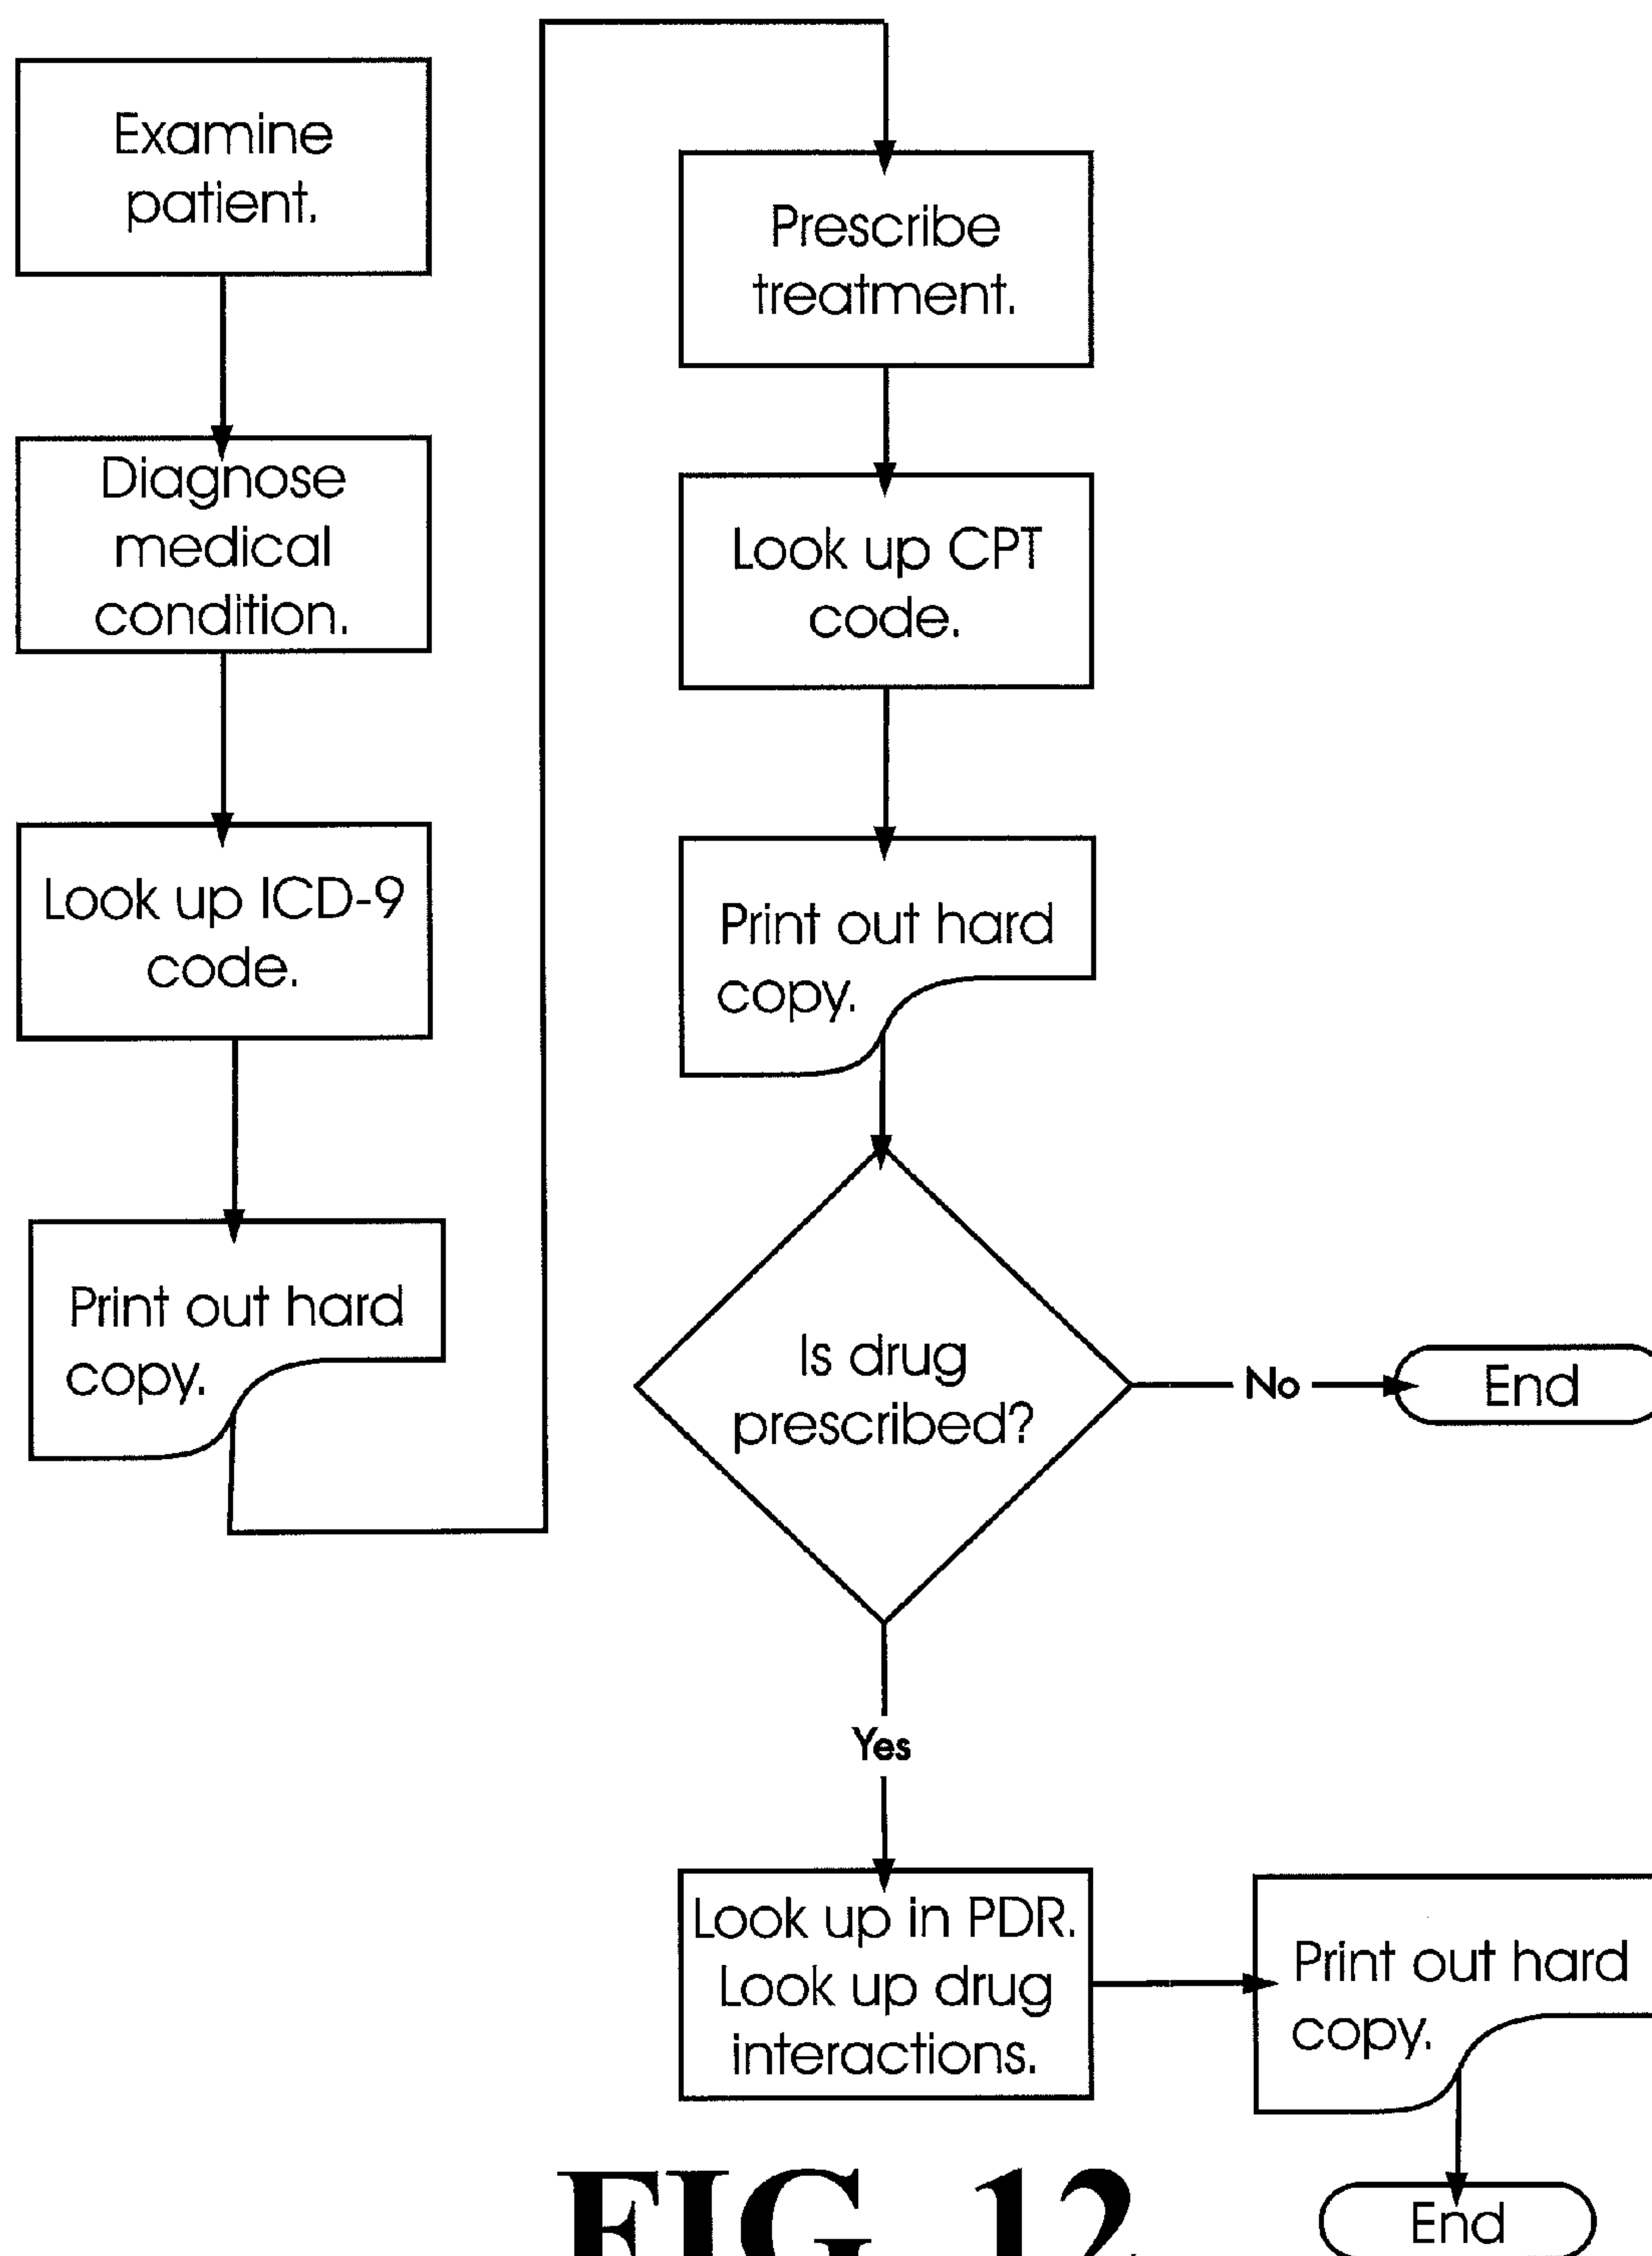 Examine
patient.
Diagnose
medical
condition.
Look up ICD-9
code.
Print out hard
copy.
Prescribe
treatment.
Look up CPT
code.
Print out hard
copy.
Is drug
prescribed?
No
End
Yes
Look up in PDR.
Look up drug
interactions.
Print out hard
copy.
End
FIG. 12